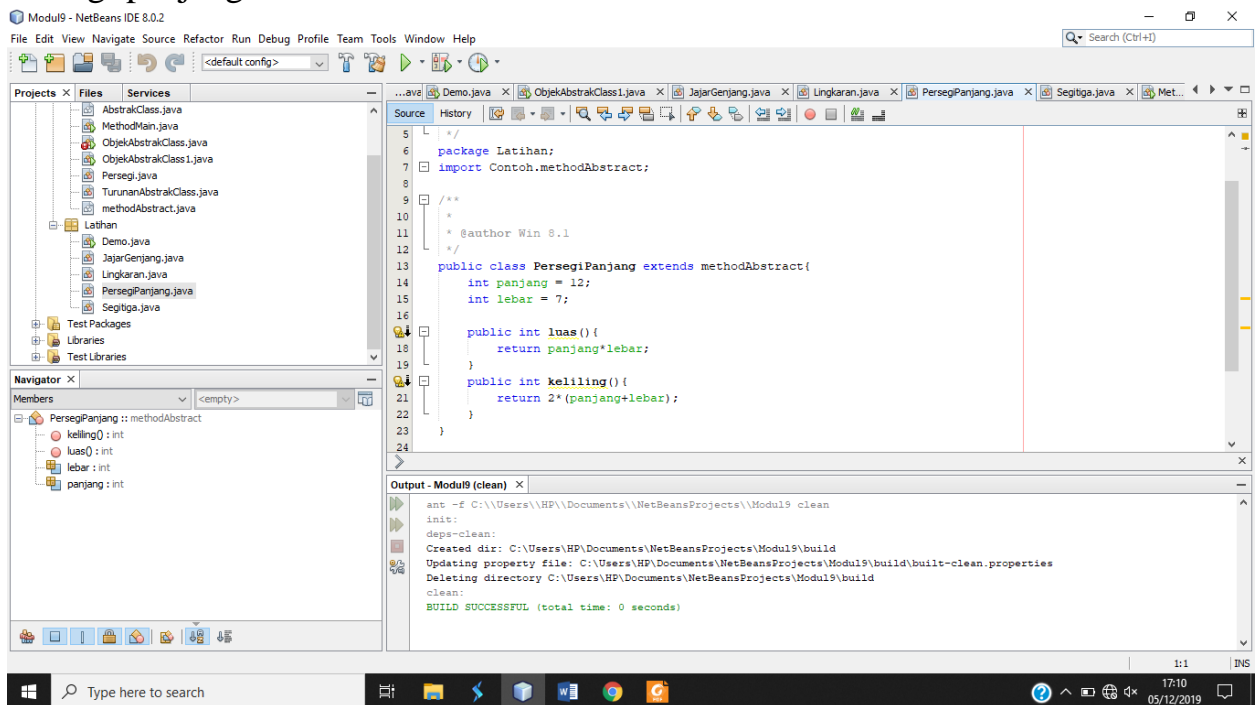 Modul9 - NetBeans IDE 8.0.2
File Edit View Navigate Source Refactor Run Debug Profile Team Tools Window Help
Search (Ctrl+I)
<default config>
Projects Files Services
AbstrakClass.java
MethodMain.java
ObjekAbstrakClass.java
ObjekAbstrakClass1.java
Persegi.java
TurunanAbstrakClass.java
methodAbstract.java
Latihan
Demo.java
JajarGenjang.java
Lingkaran.java
PersegiPanjang.java
Segitiga.java
Test Packages
Libraries
Test Libraries
Navigator
Members <empty>
PersegiPanjang :: methodAbstract
keliling() : int
luas() : int
lebar : int
panjang : int
...ava Demo.java ObjekAbstrakClass1.java JajarGenjang.java Lingkaran.java PersegiPanjang.java Segitiga.java Met...
Source History
5 */
6 package Latihan;
7 import Contoh.methodAbstract;
8
9 /**
10 *
11 * @author Win 8.1
12 */
13 public class PersegiPanjang extends methodAbstract{
14 int panjang = 12;
15 int lebar = 7;
16
public int luas(){
18 return panjang*lebar;
19 }
public int keliling(){
21 return 2*(panjang+lebar);
22 }
23 }
24
Output - Modul9 (clean)
ant -f C:\\Users\\HP\\Documents\\NetBeansProjects\\Modul9 clean
init:
deps-clean:
Created dir: C:\Users\HP\Documents\NetBeansProjects\Modul9\build
Updating property file: C:\Users\HP\Documents\NetBeansProjects\Modul9\build\built-clean.properties
Deleting directory C:\Users\HP\Documents\NetBeansProjects\Modul9\build
clean:
BUILD SUCCESSFUL (total time: 0 seconds)
1:1 INS
Type here to search
17:10
05/12/2019